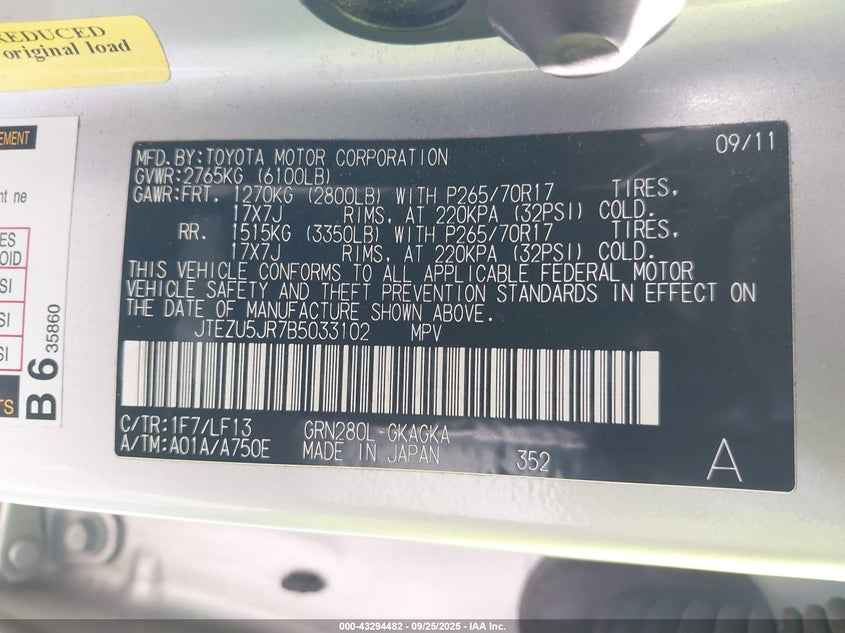 REDUCED
original load
EMENT
nt ne
ES
OID
SI
SI
SI
TS
B 6 35860
MFD.BY:TOYOTA MOTOR CORPORATION 09/11
GVWR:2765KG (6100LB)
GAWR:FRT. 1270KG (2800LB) WITH P265/70R17 TIRES,
17X7J RIMS, AT 220KPA (32PSI) COLD.
RR. 1515KG (3350LB) WITH P265/70R17 TIRES,
17X7J RIMS, AT 220KPA (32PSI) COLD.
THIS VEHICLE CONFORMS TO ALL APPLICABLE FEDERAL MOTOR
VEHICLE SAFETY AND THEFT PREVENTION STANDARDS IN EFFECT ON
THE DATE OF MANUFACTURE SHOWN ABOVE.
JTEZU5JR7B5033102 MPV
C/TR:1F7/LF13 GRN280L-GKAGKA
A/TM:A01A/A750E MADE IN JAPAN 352 A
000-43294482 - 09/25/2025 - IAA Inc.